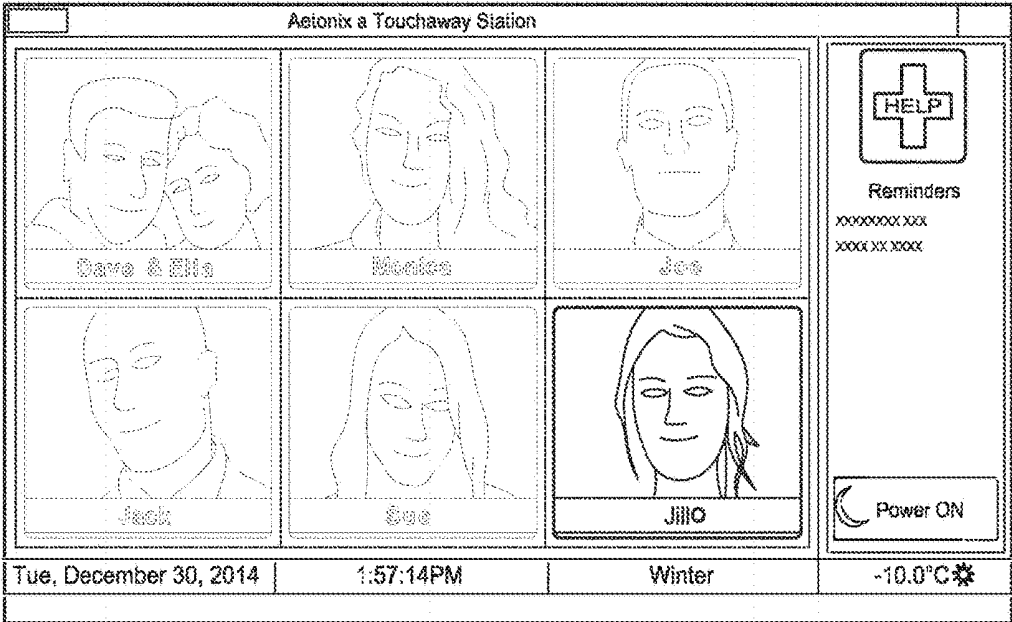 Aetonix a Touchaway Station
HELP
Dave & Ella
Monica
Joe
Reminders
xxxxxxxx xxx
xxxx xx xxxx
Jack
Sue
JillO
Power ON
Tue, December 30, 2014
1:57:14PM
Winter
-10.0°C